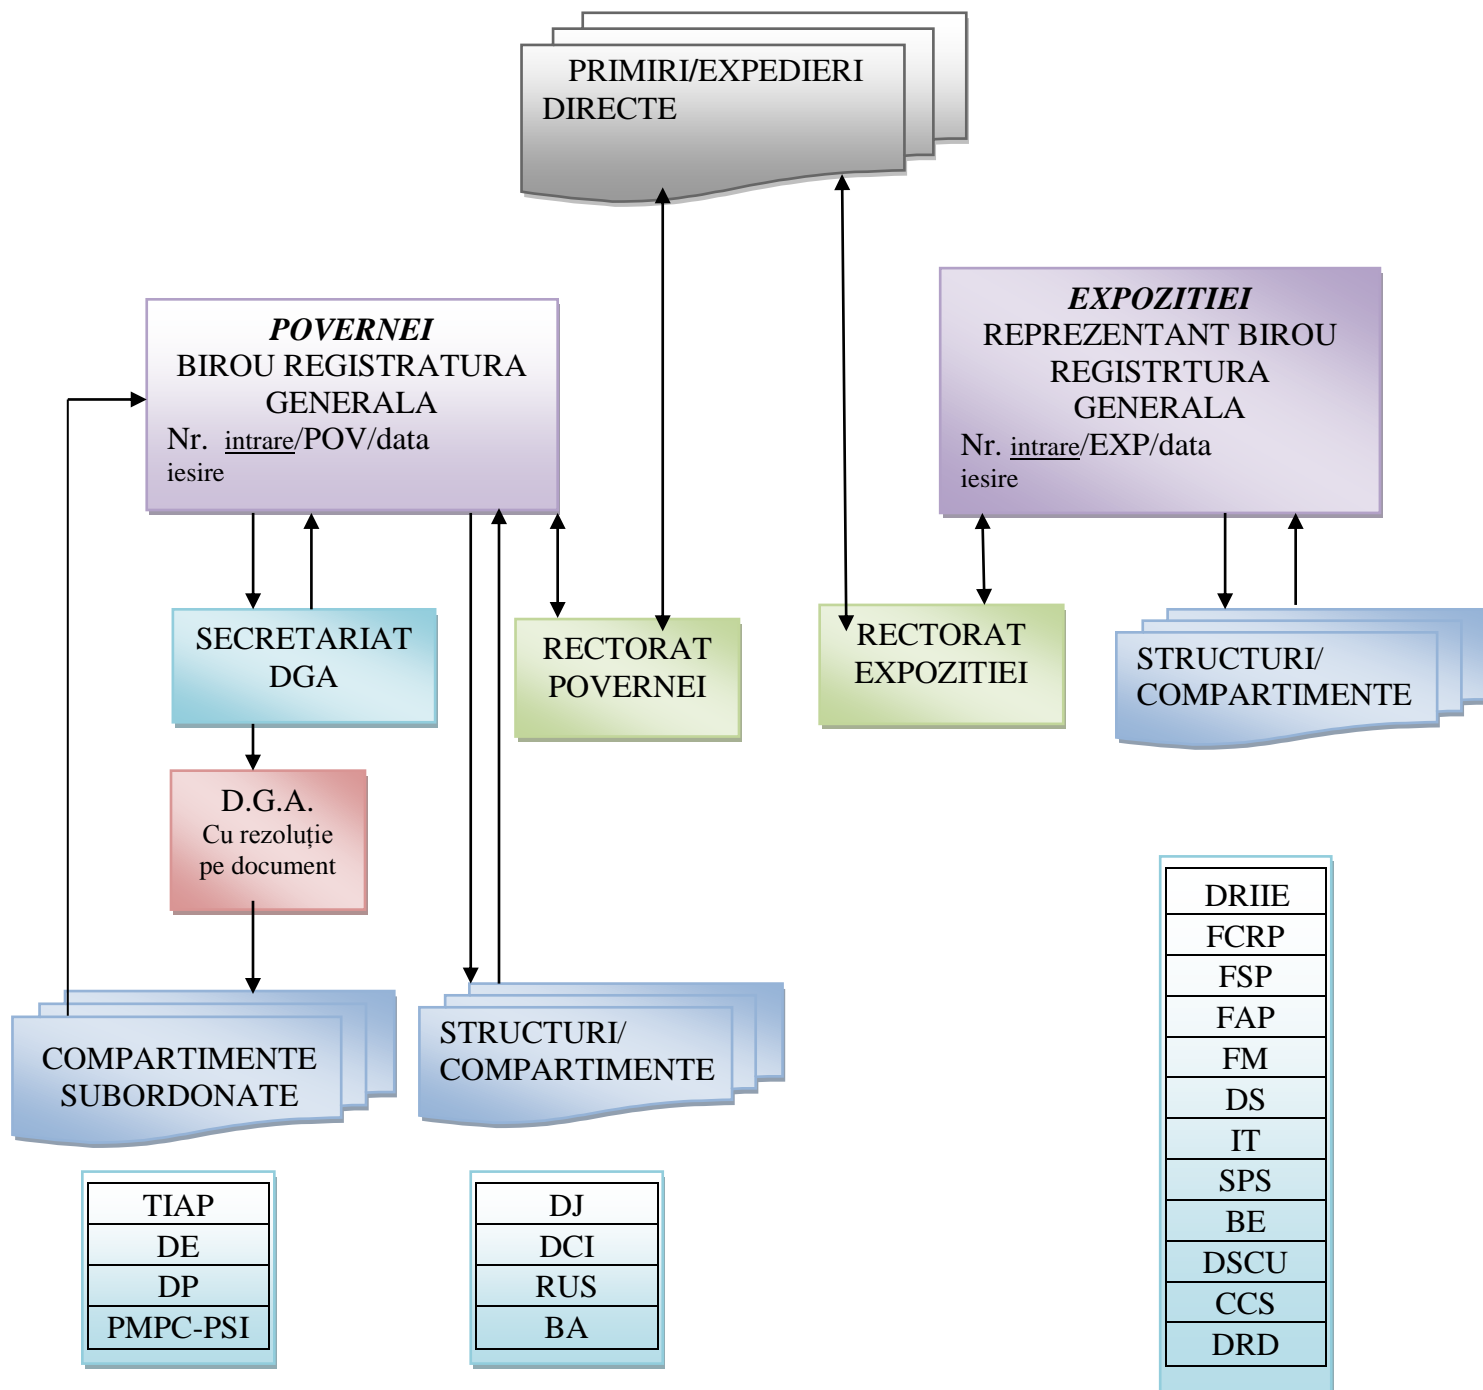 PRIMIRI/EXPEDIERI
DIRECTE
POVERNEI
BIROU REGISTRATURA
GENERALA
Nr. intrare/POV/data
iesire
EXPOZITIEI
REPREZENTANT BIROU
REGISTRTURA
GENERALA
Nr. intrare/EXP/data
iesire
SECRETARIAT
DGA
RECTORAT
POVERNEI
RECTORAT
EXPOZITIEI
STRUCTURI/
COMPARTIMENTE
D.G.A.
Cu rezoluție
pe document
COMPARTIMENTE
SUBORDONATE
STRUCTURI/
COMPARTIMENTE
TIAP
DE
DP
PMPC-PSI
DJ
DCI
RUS
BA
DRIIE
FCRP
FSP
FAP
FM
DS
IT
SPS
BE
DSCU
CCS
DRD